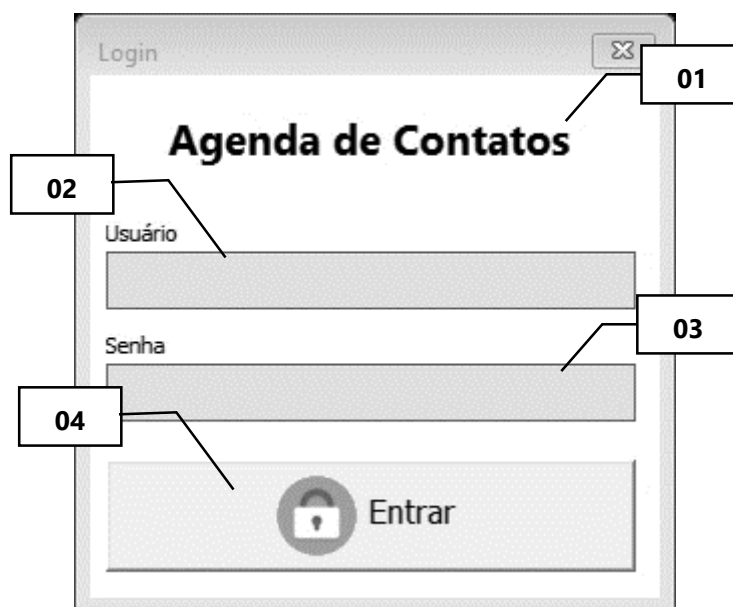 Login
01
Agenda de Contatos
02
Usuário
03
Senha
04
Entrar